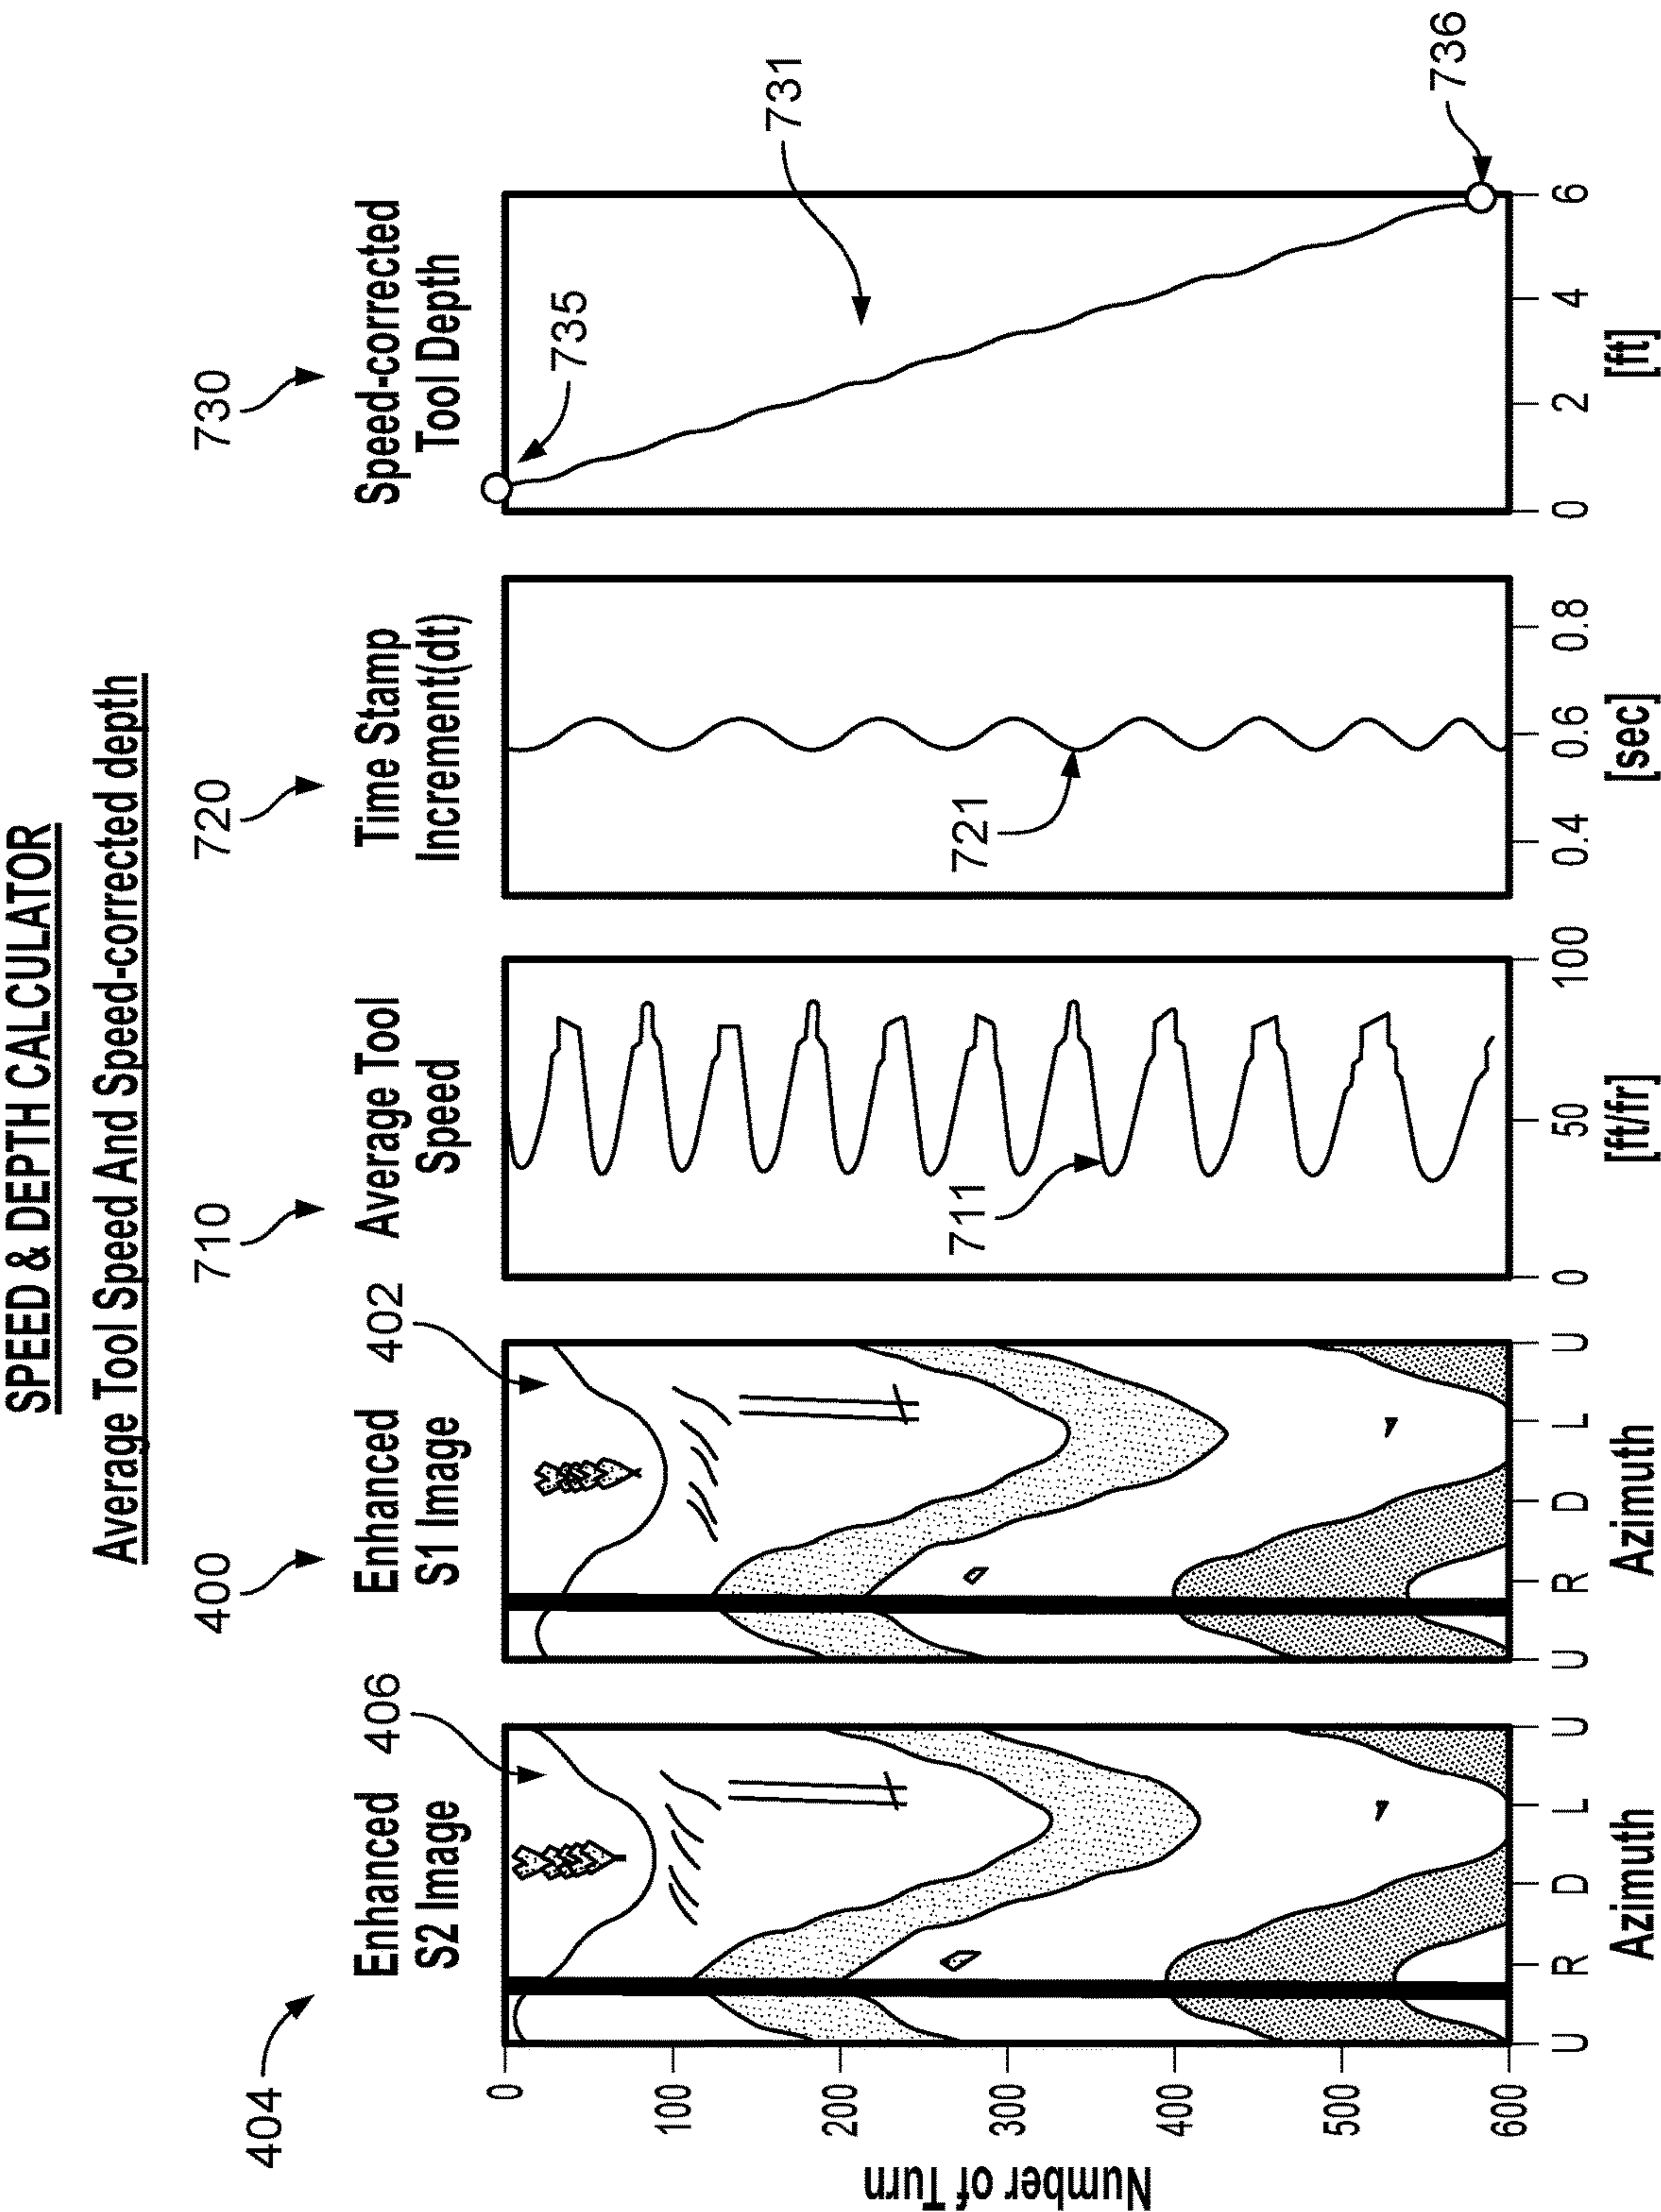 SPEED & DEPTH CALCULATOR
Average Tool Speed And Speed-corrected depth
404
400
710
720
730
406
402
Enhanced
S2 Image
Enhanced
S1 Image
Average Tool
Speed
Time Stamp
Increment(dt)
Speed-corrected
Tool Depth
735
731
711
721
736
Number of Turn
0
100
200
300
400
500
600
U R D L U
U R D L U
0 50 100
0.4 0.6 0.8
0 2 4 6
Azimuth
Azimuth
[ft/fr]
[sec]
[ft]